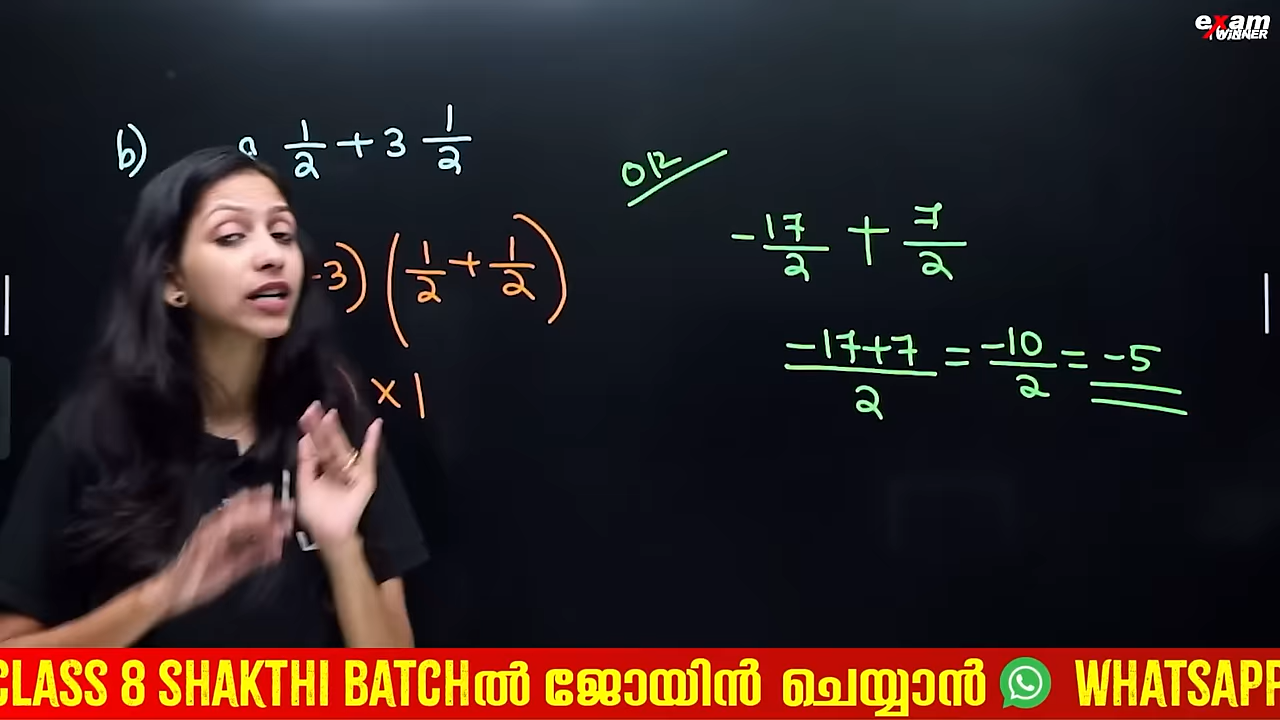 exam
WINNER
b) 8 1/2 + 3 1/2
OR
-17/2 + 7/2
-3) (1/2 + 1/2)
-17+7/2 = -10/2 = -5
) × 1
CLASS 8 SHAKTHI BATCHൽ ജോയിൻ ചെയ്യാൻ WHATSAPP